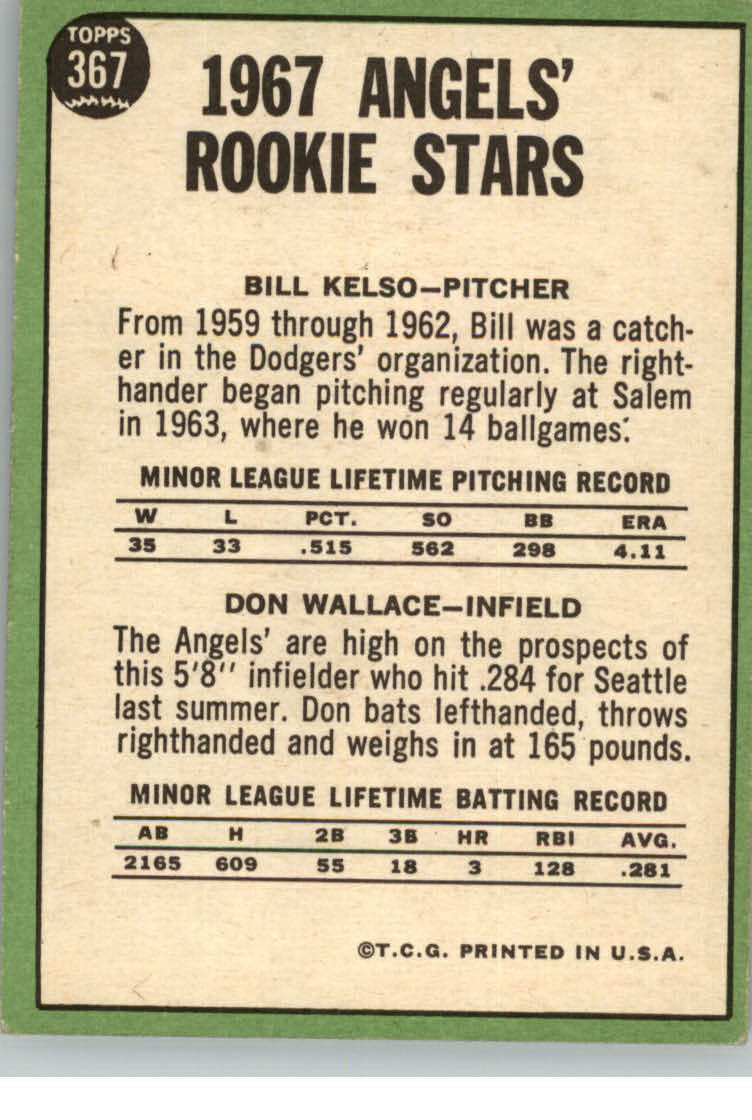 TOPPS
367
1967 ANGELS'
ROOKIE STARS
BILL KELSO—PITCHER
From 1959 through 1962, Bill was a catch-
er in the Dodgers' organization. The right-
hander began pitching regularly at Salem
in 1963, where he won 14 ballgames.
MINOR LEAGUE LIFETIME PITCHING RECORD
W L PCT. SO BB ERA
35 33 .515 562 298 4.11
DON WALLACE—INFIELD
The Angels' are high on the prospects of
this 5'8'' infielder who hit .284 for Seattle
last summer. Don bats lefthanded, throws
righthanded and weighs in at 165 pounds.
MINOR LEAGUE LIFETIME BATTING RECORD
AB H 2B 3B HR RBI AVG.
2165 609 55 18 3 128 .281
©T.C.G. PRINTED IN U.S.A.